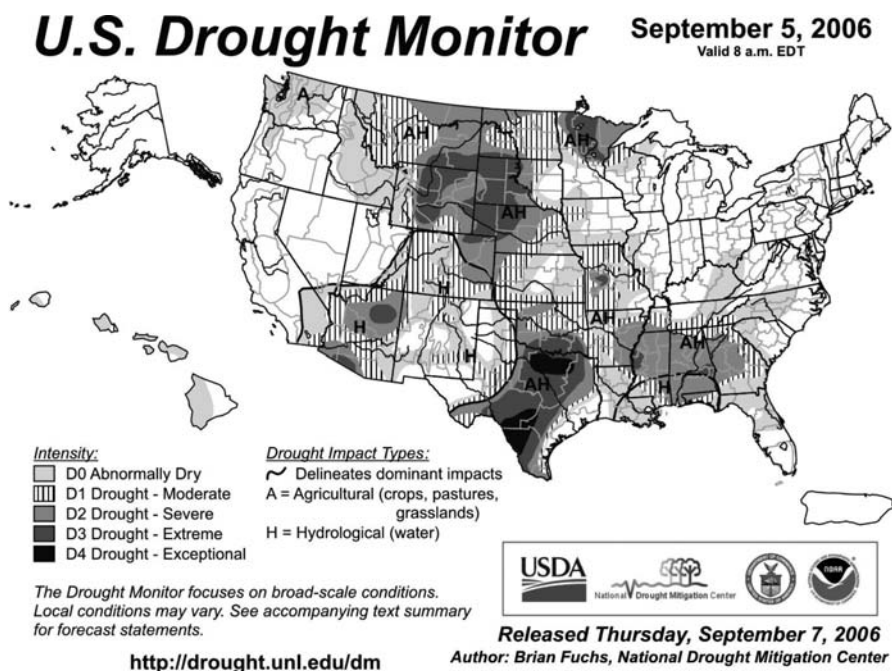 U.S. Drought Monitor
September 5, 2006
Valid 8 a.m. EDT
A
AH
AH
AH
H
H
H
AH
AH
AH
H
Intensity:
D0 Abnormally Dry
D1 Drought - Moderate
D2 Drought - Severe
D3 Drought - Extreme
D4 Drought - Exceptional
Drought Impact Types:
Delineates dominant impacts
A = Agricultural (crops, pastures,
grasslands)
H = Hydrological (water)
The Drought Monitor focuses on broad-scale conditions.
Local conditions may vary. See accompanying text summary
for forecast statements.
http://drought.unl.edu/dm
USDA
National Drought Mitigation Center
NOAA
Released Thursday, September 7, 2006
Author: Brian Fuchs, National Drought Mitigation Center